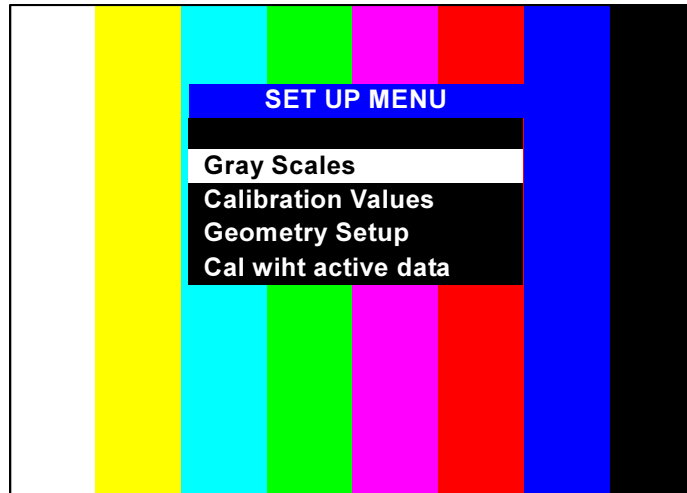 SET UP MENU
Gray Scales
Calibration Values
Geometry Setup
Cal wiht active data